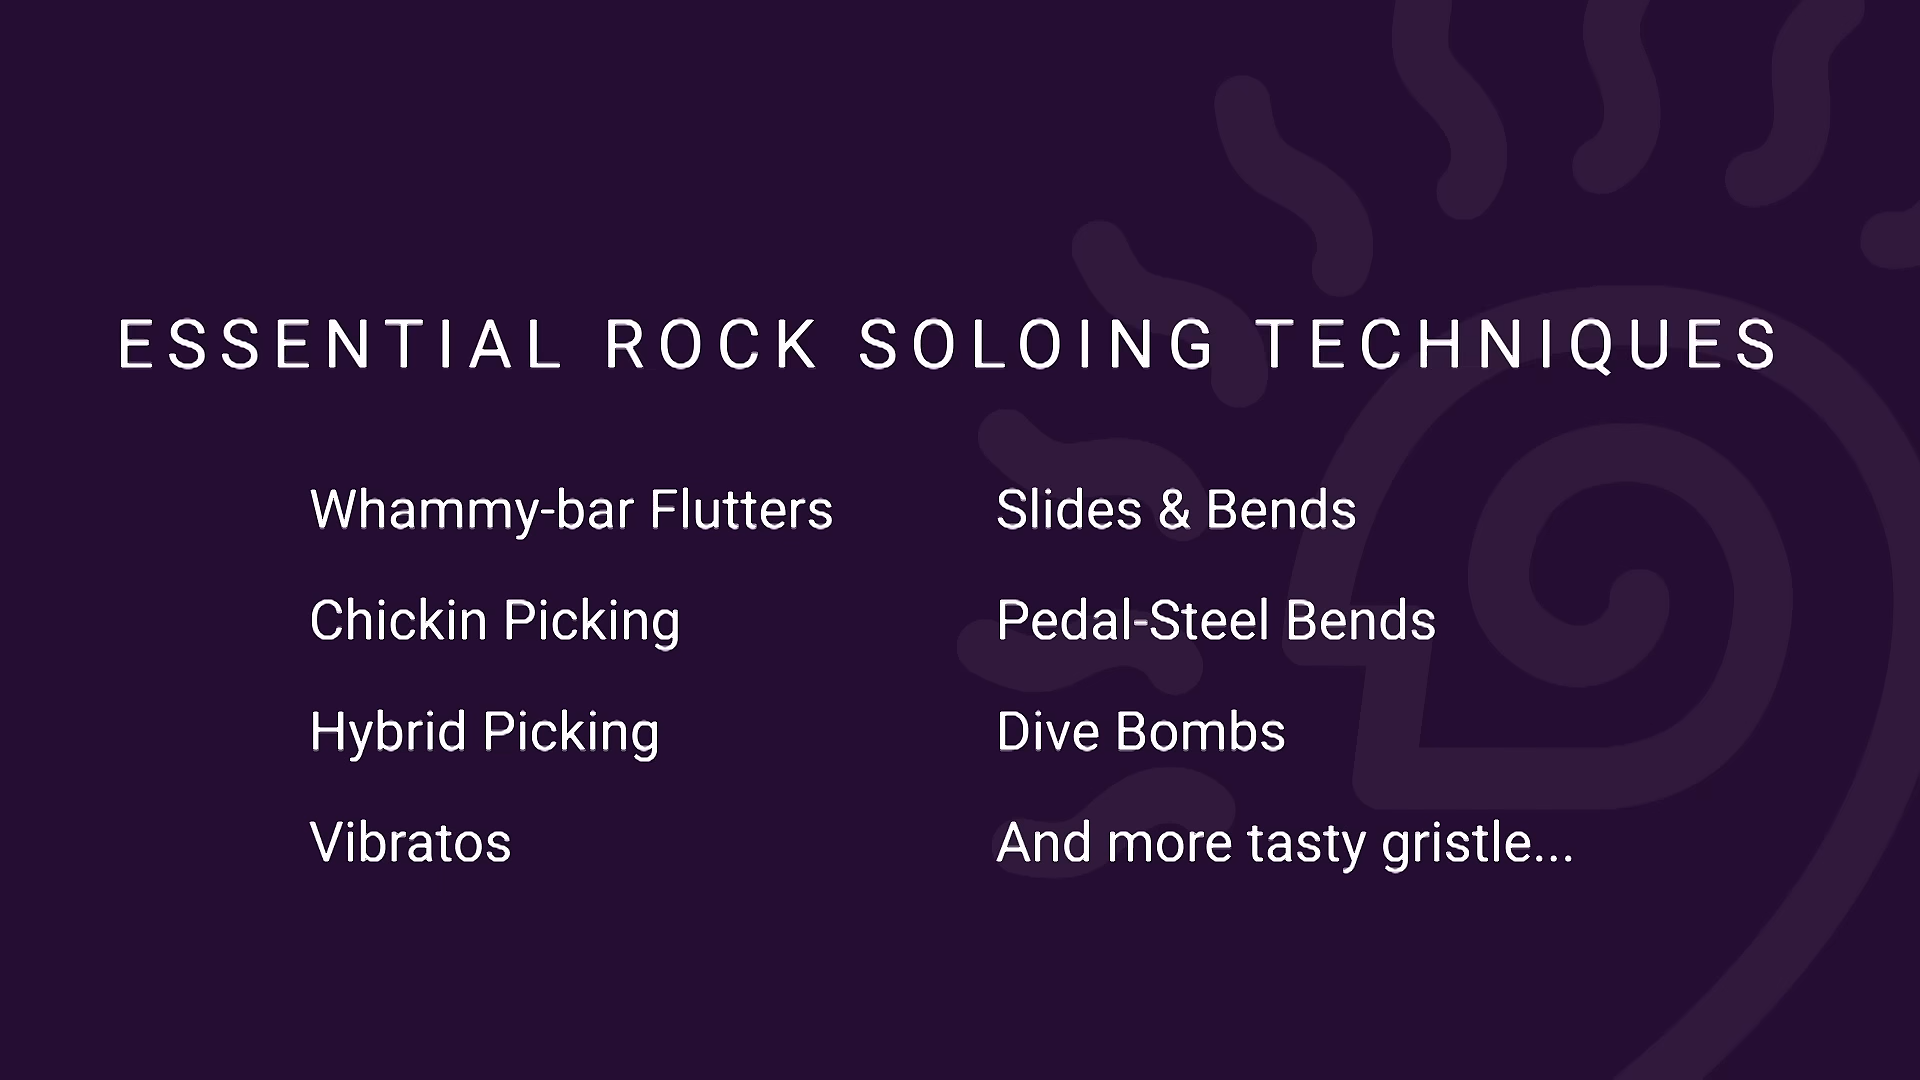 ESSENTIAL ROCK SOLOING TECHNIQUES
Whammy-bar Flutters
Chickin Picking
Hybrid Picking
Vibratos
Slides & Bends
Pedal-Steel Bends
Dive Bombs
And more tasty gristle...